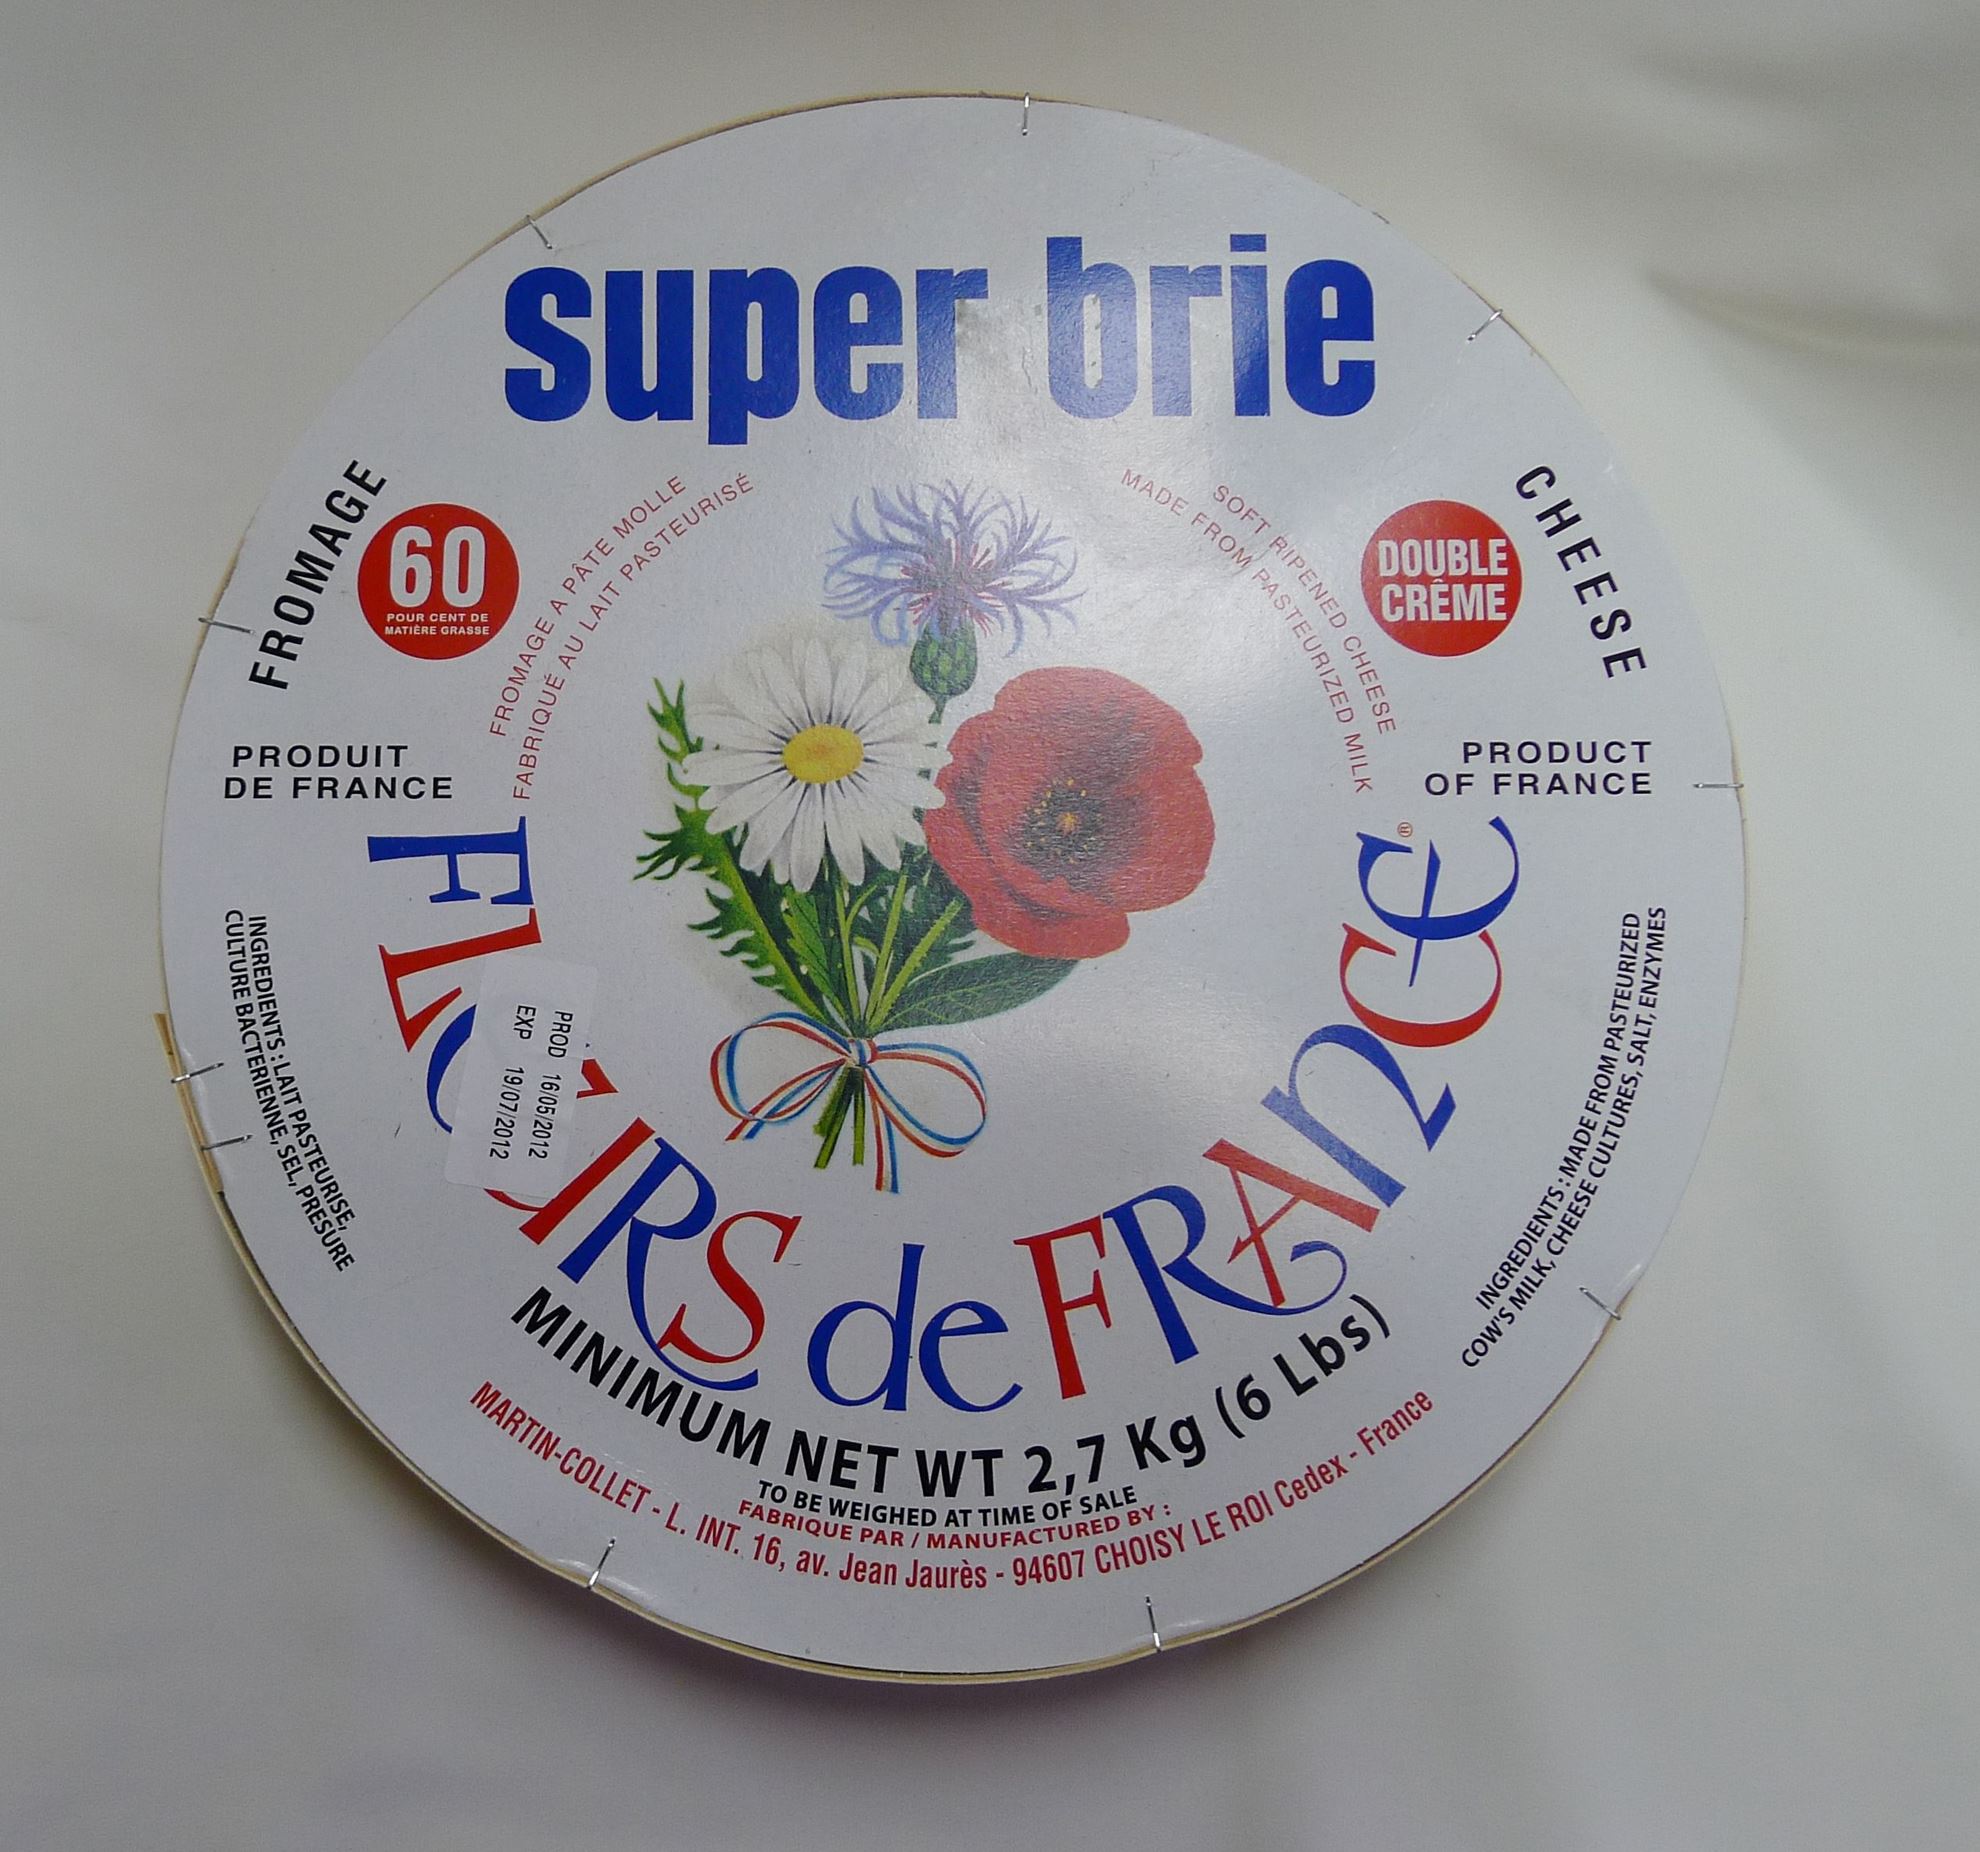 super brie
FROMAGE
60
POUR CENT DE
MATIÈRE GRASSE
FROMAGE A PÂTE MOLLE
FABRIQUÉ AU LAIT PASTEURISÉ
SOFT RIPENED CHEESE
MADE FROM PASTEURIZED MILK
DOUBLE
CRÊME
CHEESE
PRODUIT
DE FRANCE
PRODUCT
OF FRANCE
INGREDIENTS : LAIT PASTEURISE,
CULTURE BACTERIENNE, SEL, PRESURE
PROD 16/05/2012
EXP 19/07/2012
INGREDIENTS : MADE FROM PASTEURIZED
COW'S MILK, CHEESE CULTURES, SALT, ENZYMES
FLEURS de FRANCE®
MINIMUM NET WT 2,7 Kg (6 Lbs)
TO BE WEIGHED AT TIME OF SALE
FABRIQUE PAR / MANUFACTURED BY :
MARTIN-COLLET - L. INT. 16, av. Jean Jaurès - 94607 CHOISY LE ROI Cedex - France